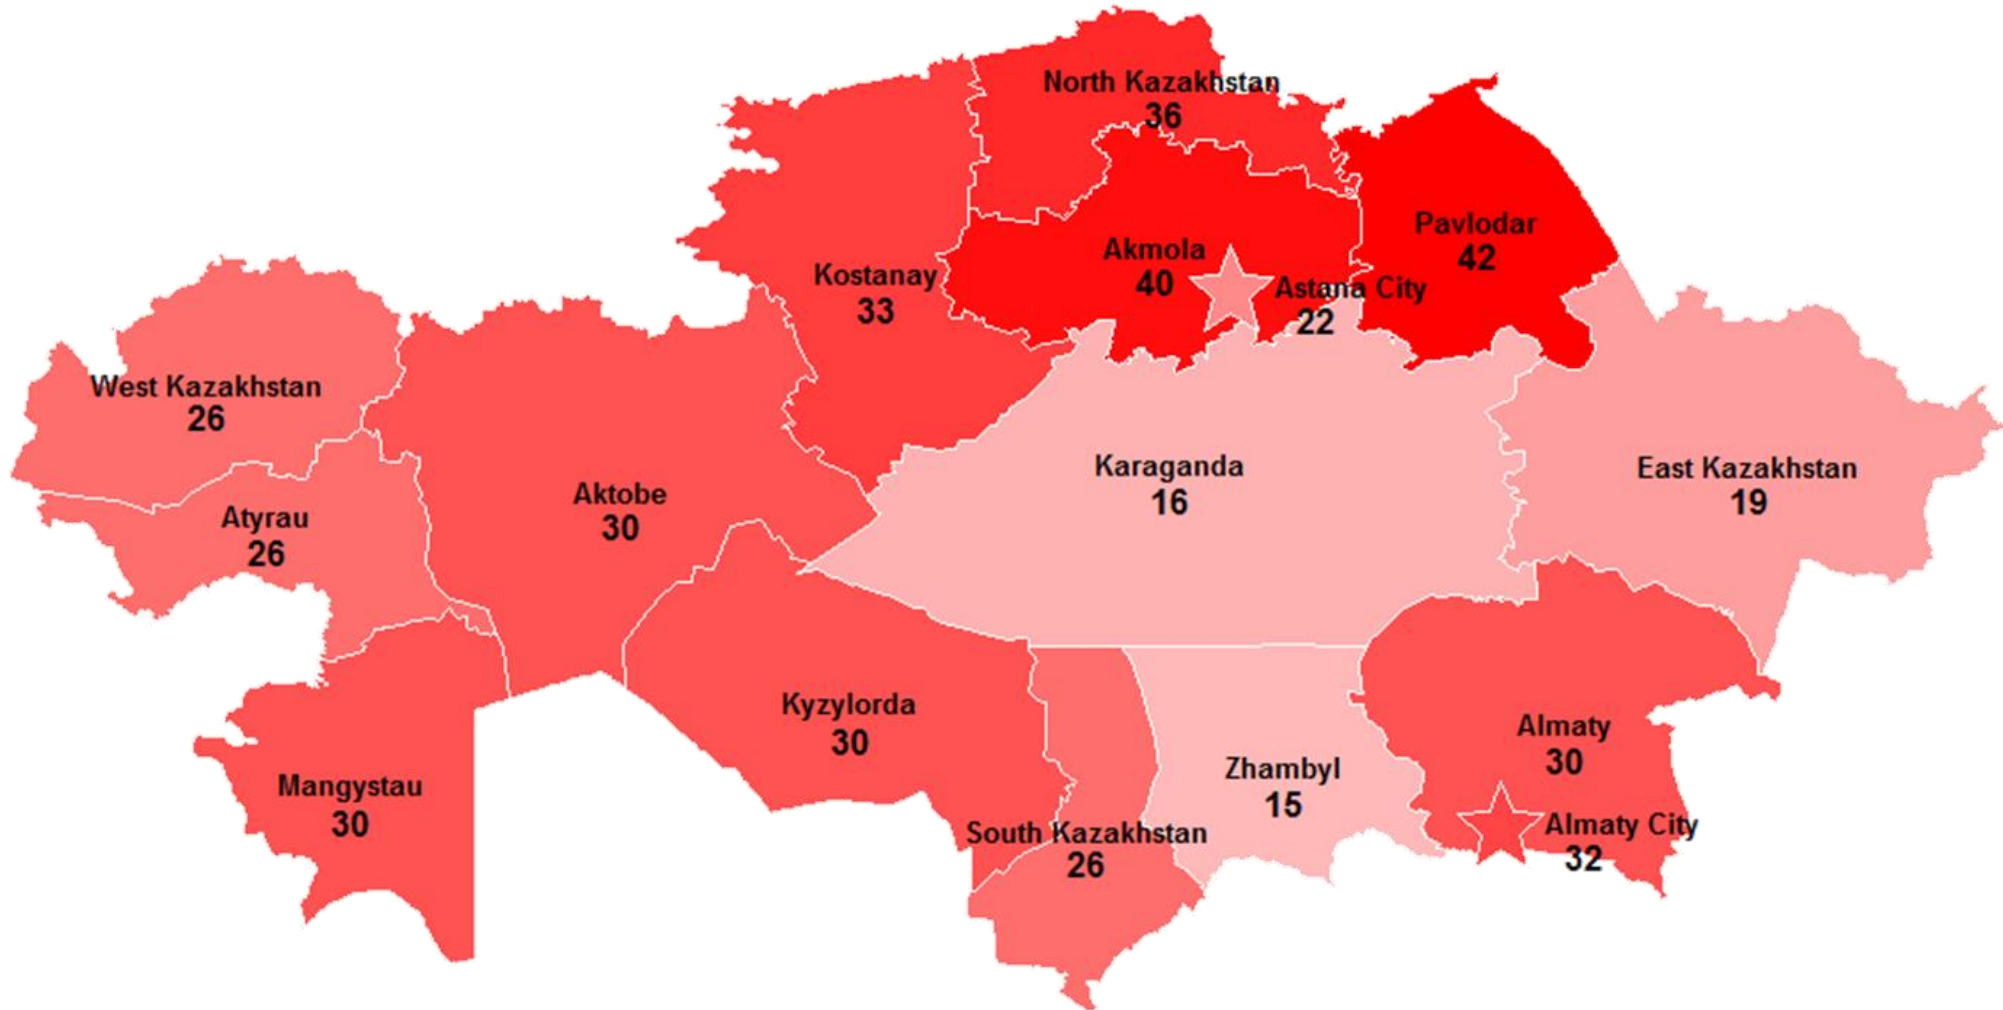 North Kazakhstan
36
Pavlodar
42
Akmola
40
Kostanay
33
Astana City
22
West Kazakhstan
26
Karaganda
16
East Kazakhstan
19
Aktobe
30
Atyrau
26
Kyzylorda
30
Almaty
30
Zhambyl
15
Mangystau
30
South Kazakhstan
26
Almaty City
32